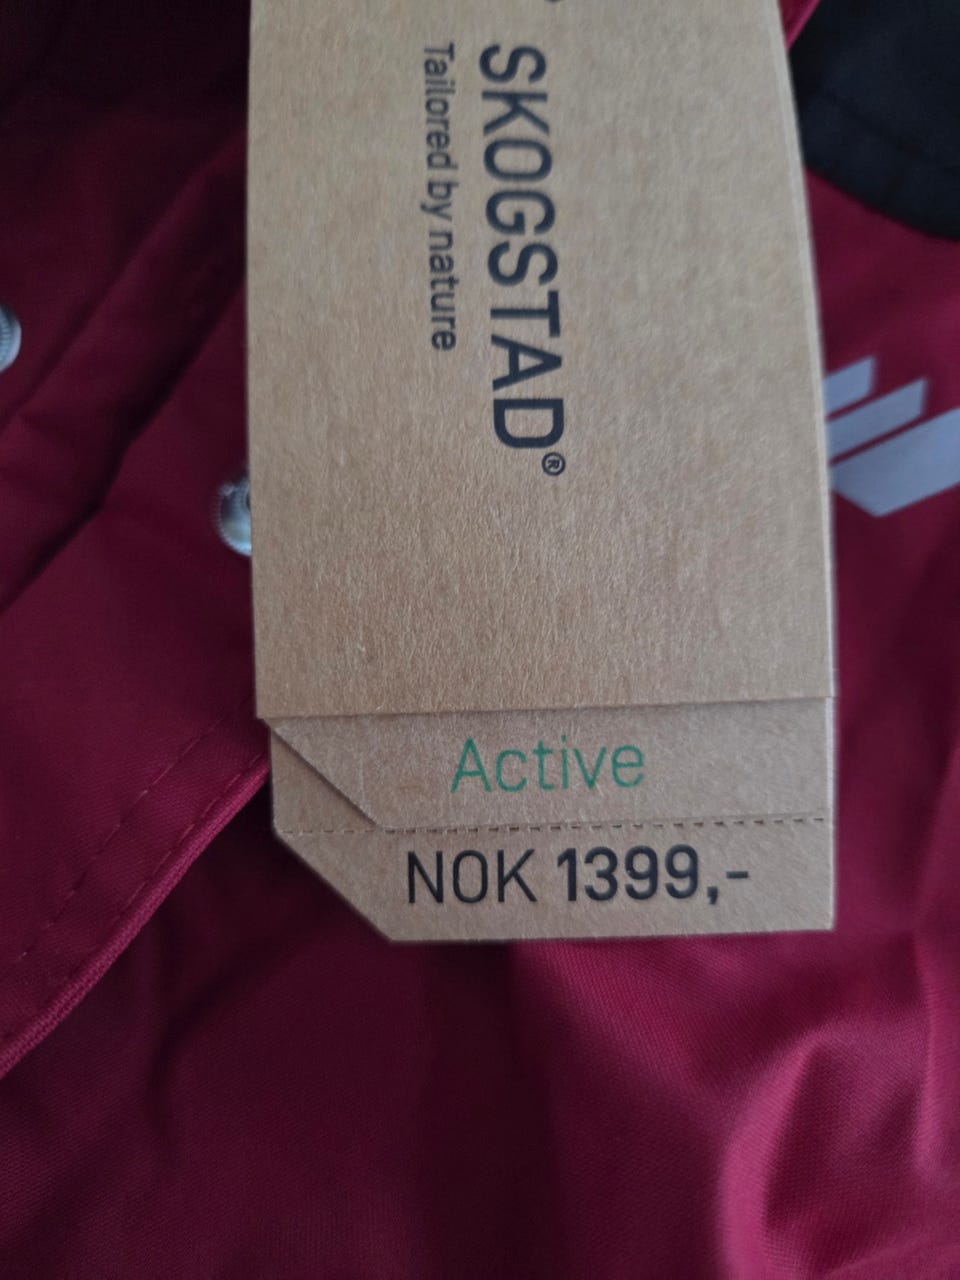 SKOGSTAD®
Tailored by nature
Active
NOK 1399,-